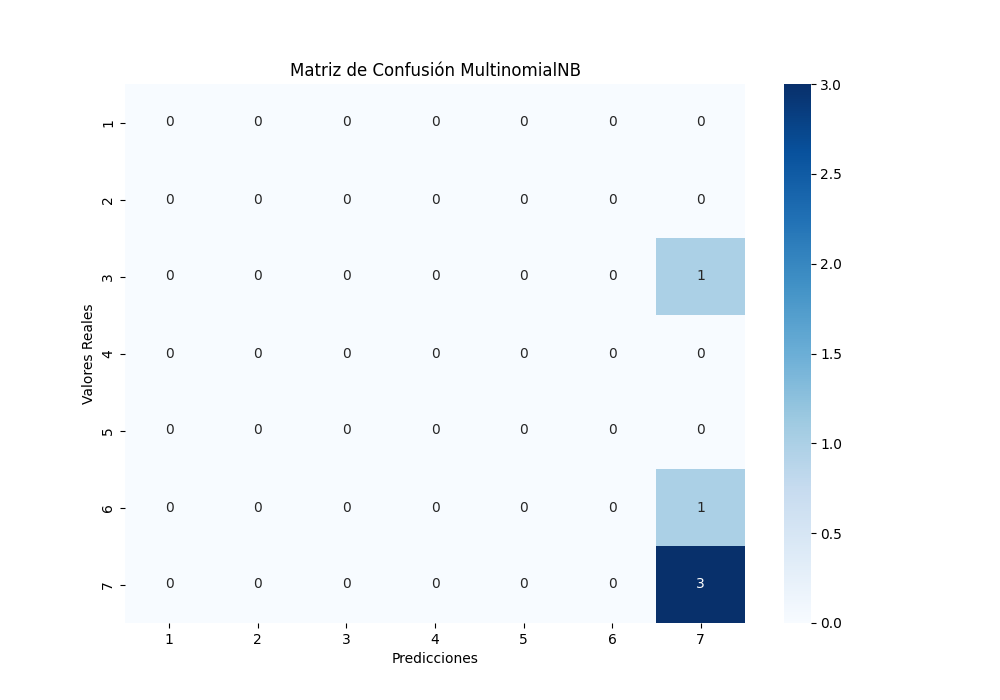 Matriz de Confusión MultinomialNB
Valores Reales
1 0 0 0 0 0 0 0
2 0 0 0 0 0 0 0
3 0 0 0 0 0 0 1
4 0 0 0 0 0 0 0
5 0 0 0 0 0 0 0
6 0 0 0 0 0 0 1
7 0 0 0 0 0 0 3
1 2 3 4 5 6 7
Predicciones
3.0
2.5
2.0
1.5
1.0
0.5
0.0